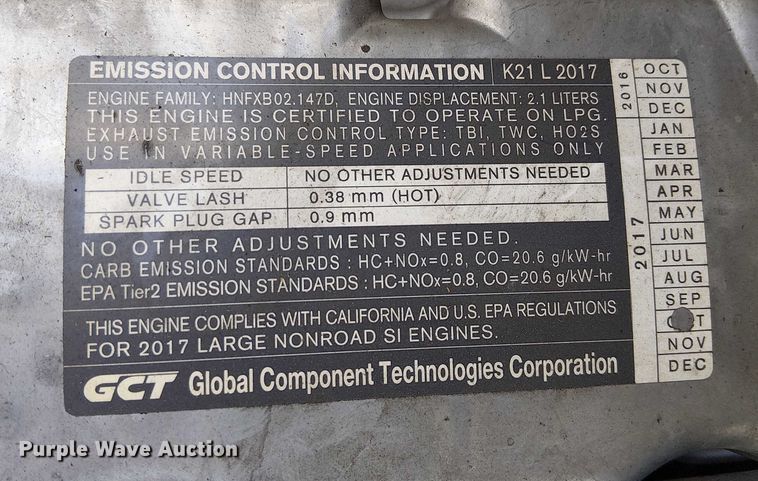 EMISSION CONTROL INFORMATION K21 L 2017
ENGINE FAMILY: HNFXB02.147D, ENGINE DISPLACEMENT: 2.1 LITERS
THIS ENGINE IS CERTIFIED TO OPERATE ON LPG.
EXHAUST EMISSION CONTROL TYPE: TBI, TWC, HO2S
USE IN VARIABLE-SPEED APPLICATIONS ONLY
IDLE SPEED NO OTHER ADJUSTMENTS NEEDED
VALVE LASH 0.38 mm (HOT)
SPARK PLUG GAP 0.9 mm
NO OTHER ADJUSTMENTS NEEDED.
CARB EMISSION STANDARDS : HC+NOx=0.8, CO=20.6 g/kW-hr
EPA Tier2 EMISSION STANDARDS : HC+NOx=0.8, CO=20.6 g/kW-hr
THIS ENGINE COMPLIES WITH CALIFORNIA AND U.S. EPA REGULATIONS
FOR 2017 LARGE NONROAD SI ENGINES.
GCT Global Component Technologies Corporation
2016
OCT
NOV
DEC
2017
JAN
FEB
MAR
APR
MAY
JUN
JUL
AUG
SEP
OCT
NOV
DEC
Purple Wave Auction